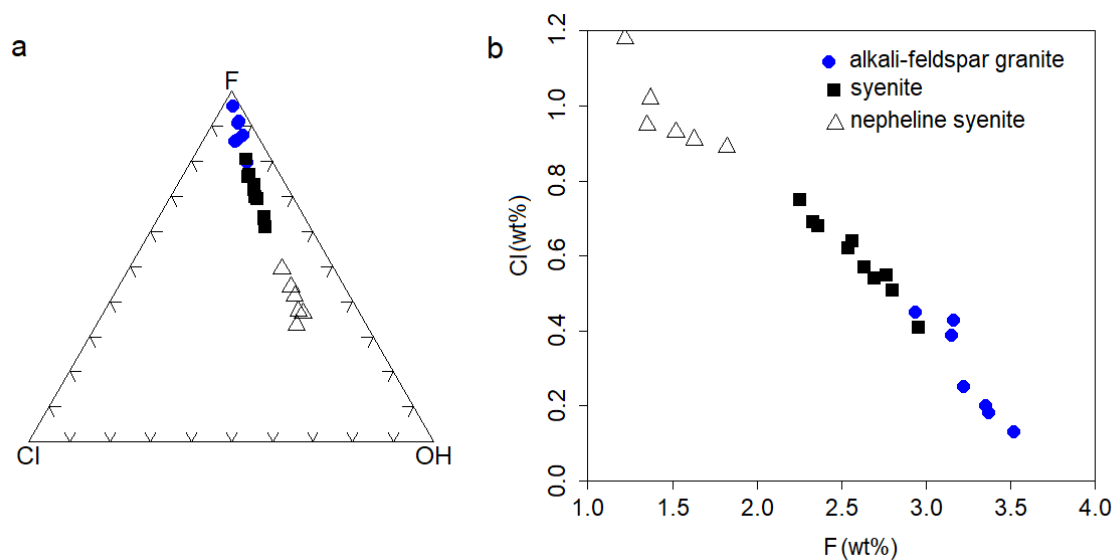 a
F
Cl
OH
b
Cl (wt%)
1.2
1.0
0.8
0.6
0.4
0.2
0.0
alkali-feldspar granite
syenite
nepheline syenite
1.0 1.5 2.0 2.5 3.0 3.5 4.0
F (wt%)